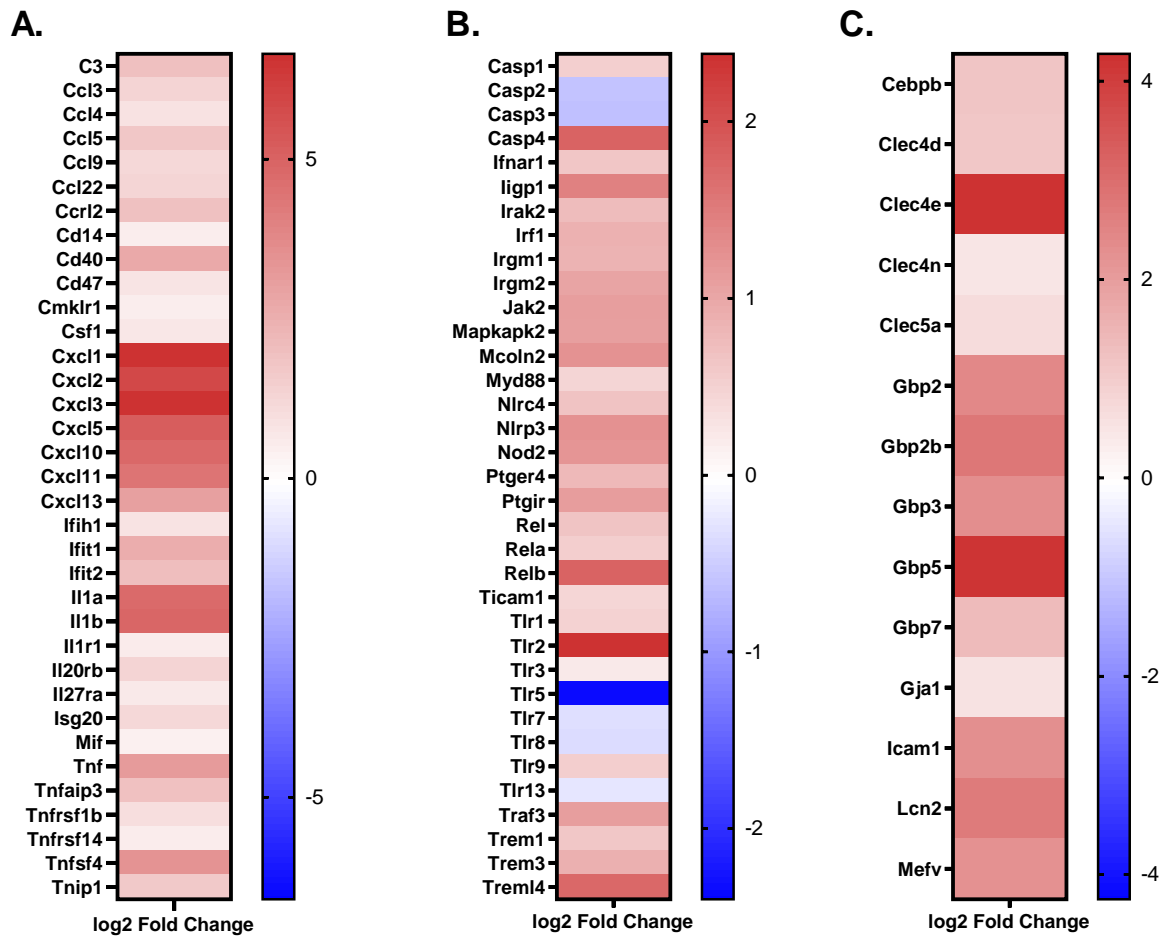 A.
C3
Ccl3
Ccl4
Ccl5
Ccl9
Ccl22
Ccrl2
Cd14
Cd40
Cd47
Cmklr1
Csf1
Cxcl1
Cxcl2
Cxcl3
Cxcl5
Cxcl10
Cxcl11
Cxcl13
Ifih1
Ifit1
Ifit2
Il1a
Il1b
Il1r1
Il20rb
Il27ra
Isg20
Mif
Tnf
Tnfaip3
Tnfrsf1b
Tnfrsf14
Tnfsf4
Tnip1
log2 Fold Change
5
0
-5
B.
Casp1
Casp2
Casp3
Casp4
Ifnar1
Iigp1
Irak2
Irf1
Irgm1
Irgm2
Jak2
Mapkapk2
Mcoln2
Myd88
Nlrc4
Nlrp3
Nod2
Ptger4
Ptgir
Rel
Rela
Relb
Ticam1
Tlr1
Tlr2
Tlr3
Tlr5
Tlr7
Tlr8
Tlr9
Tlr13
Traf3
Trem1
Trem3
Treml4
log2 Fold Change
2
1
0
-1
-2
C.
Cebpb
Clec4d
Clec4e
Clec4n
Clec5a
Gbp2
Gbp2b
Gbp3
Gbp5
Gbp7
Gja1
Icam1
Lcn2
Mefv
log2 Fold Change
4
2
0
-2
-4